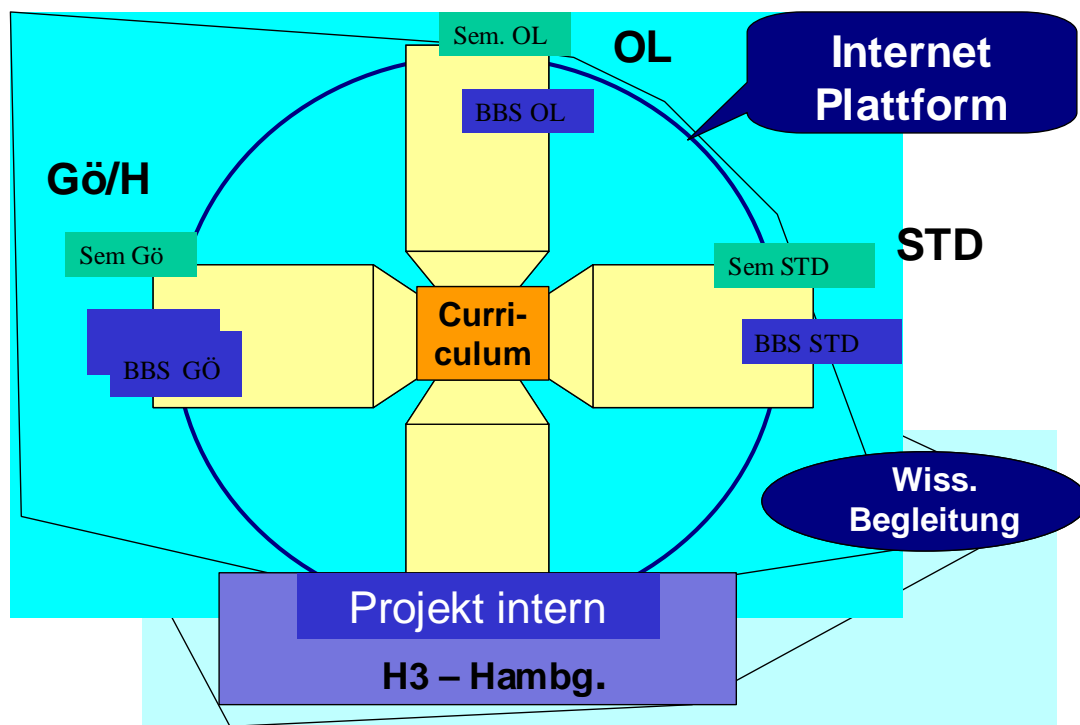 Sem. OL
OL
Internet
Plattform
BBS OL
Gö/H
STD
Sem Gö
Sem STD
Curri-
culum
BBS STD
BBS GÖ
Wiss.
Begleitung
Projekt intern
H3 – Hambg.